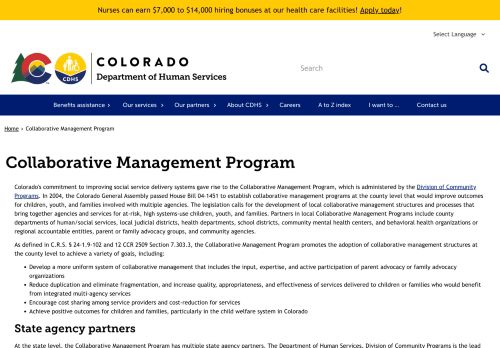 Nurses can earn $7,000 to $14,000 hiring bonuses at our health care facilities! Apply today!
Select Language
COLORADO
Department of Human Services
CDHS
Search
Benefits assistance
Our services
Our partners
About CDHS
Careers
A to Z index
I want to ...
Contact us
Home › Collaborative Management Program
Collaborative Management Program
Colorado's commitment to improving social service delivery systems gave rise to the Collaborative Management Program, which is administered by the Division of Community
Programs. In 2004, the Colorado General Assembly passed House Bill 04-1451 to establish collaborative management programs at the county level that would improve outcomes
for children, youth, and families involved with multiple agencies. The legislation calls for the development of local collaborative management structures and processes that
bring together agencies and services for at-risk, high systems-use children, youth, and families. Partners in local Collaborative Management Programs include county
departments of human/social services, local judicial districts, health departments, school districts, community mental health centers, and behavioral health organizations or
regional accountable entities, parent or family advocacy groups, and community agencies.
As defined in C.R.S. § 24-1.9-102 and 12 CCR 2509 Section 7.303.3, the Collaborative Management Program promotes the adoption of collaborative management structures at
the county level to achieve a variety of goals, including:
• Develop a more uniform system of collaborative management that includes the input, expertise, and active participation of parent advocacy or family advocacy
organizations
• Reduce duplication and eliminate fragmentation, and increase quality, appropriateness, and effectiveness of services delivered to children or families who would benefit
from integrated multi-agency services
• Encourage cost sharing among service providers and cost-reduction for services
• Achieve positive outcomes for children and families, particularly in the child welfare system in Colorado
State agency partners
At the state level, the Collaborative Management Program has multiple state agency partners. The Department of Human Services, Division of Community Programs is the lead